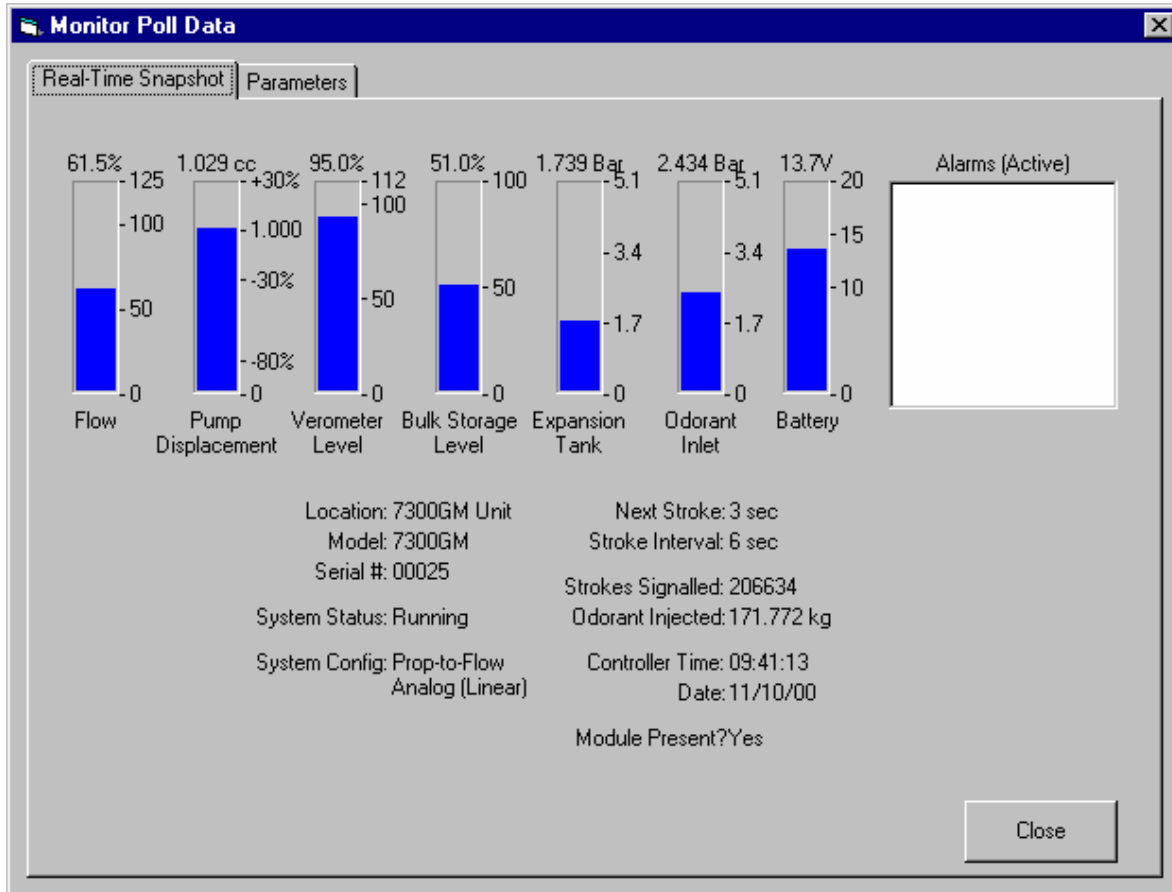 Monitor Poll Data
Real-Time Snapshot
Parameters
61.5%
125
100
50
0
Flow
1.029 cc
+30%
1.000
-30%
-80%
0
Pump
Displacement
95.0%
112
100
50
0
Verometer
Level
51.0%
100
50
0
Bulk Storage
Level
1.739 Bar
5.1
3.4
1.7
0
Expansion
Tank
2.434 Bar
5.1
3.4
1.7
0
Odorant
Inlet
13.7V
20
15
10
0
Battery
Alarms (Active)
Location: 7300GM Unit
Model: 7300GM
Serial #: 00025
System Status: Running
System Config: Prop-to-Flow
Analog (Linear)
Next Stroke: 3 sec
Stroke Interval: 6 sec
Strokes Signalled: 206634
Odorant Injected: 171.772 kg
Controller Time: 09:41:13
Date: 11/10/00
Module Present?Yes
Close